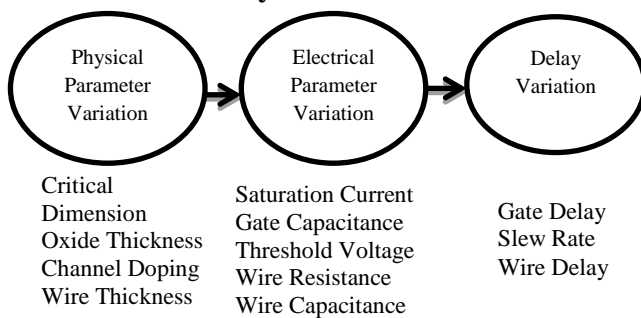 Physical
Parameter
Variation
Electrical
Parameter
Variation
Delay
Variation
Critical
Dimension
Oxide Thickness
Channel Doping
Wire Thickness
Saturation Current
Gate Capacitance
Threshold Voltage
Wire Resistance
Wire Capacitance
Gate Delay
Slew Rate
Wire Delay